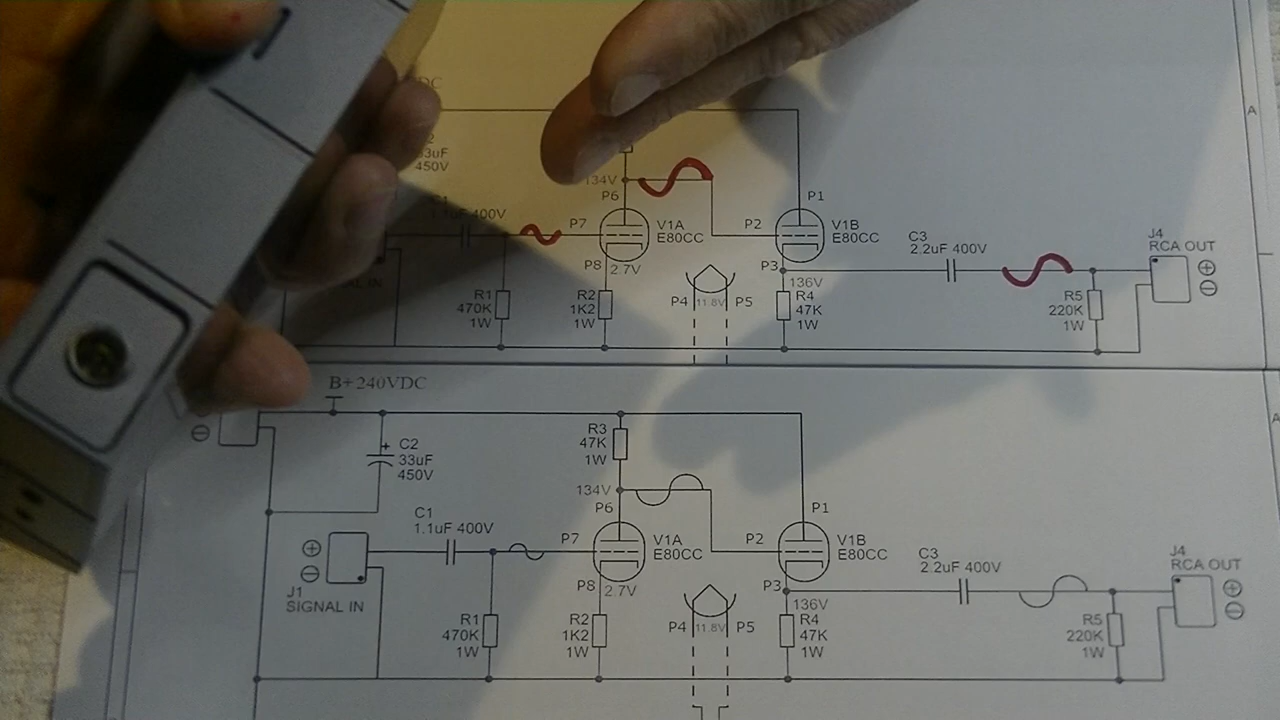 DC
33uF
450V
400V
134V
P6
P7
V1A
E80CC
P8
2.7V
R1
470K
1W
R2
1K2
1W
P4
11.8V
P5
P2
P1
V1B
E80CC
P3
136V
R4
47K
1W
C3
2.2uF 400V
R5
220K
1W
J4
RCA OUT
A
B+240VDC
C2
33uF
450V
R3
47K
1W
134V
P6
C1
1.1uF 400V
P7
V1A
E80CC
P8
2.7V
J1
SIGNAL IN
R1
470K
1W
R2
1K2
1W
P4
11.8V
P5
P2
P1
V1B
E80CC
P3
136V
R4
47K
1W
C3
2.2uF 400V
R5
220K
1W
J4
RCA OUT
A